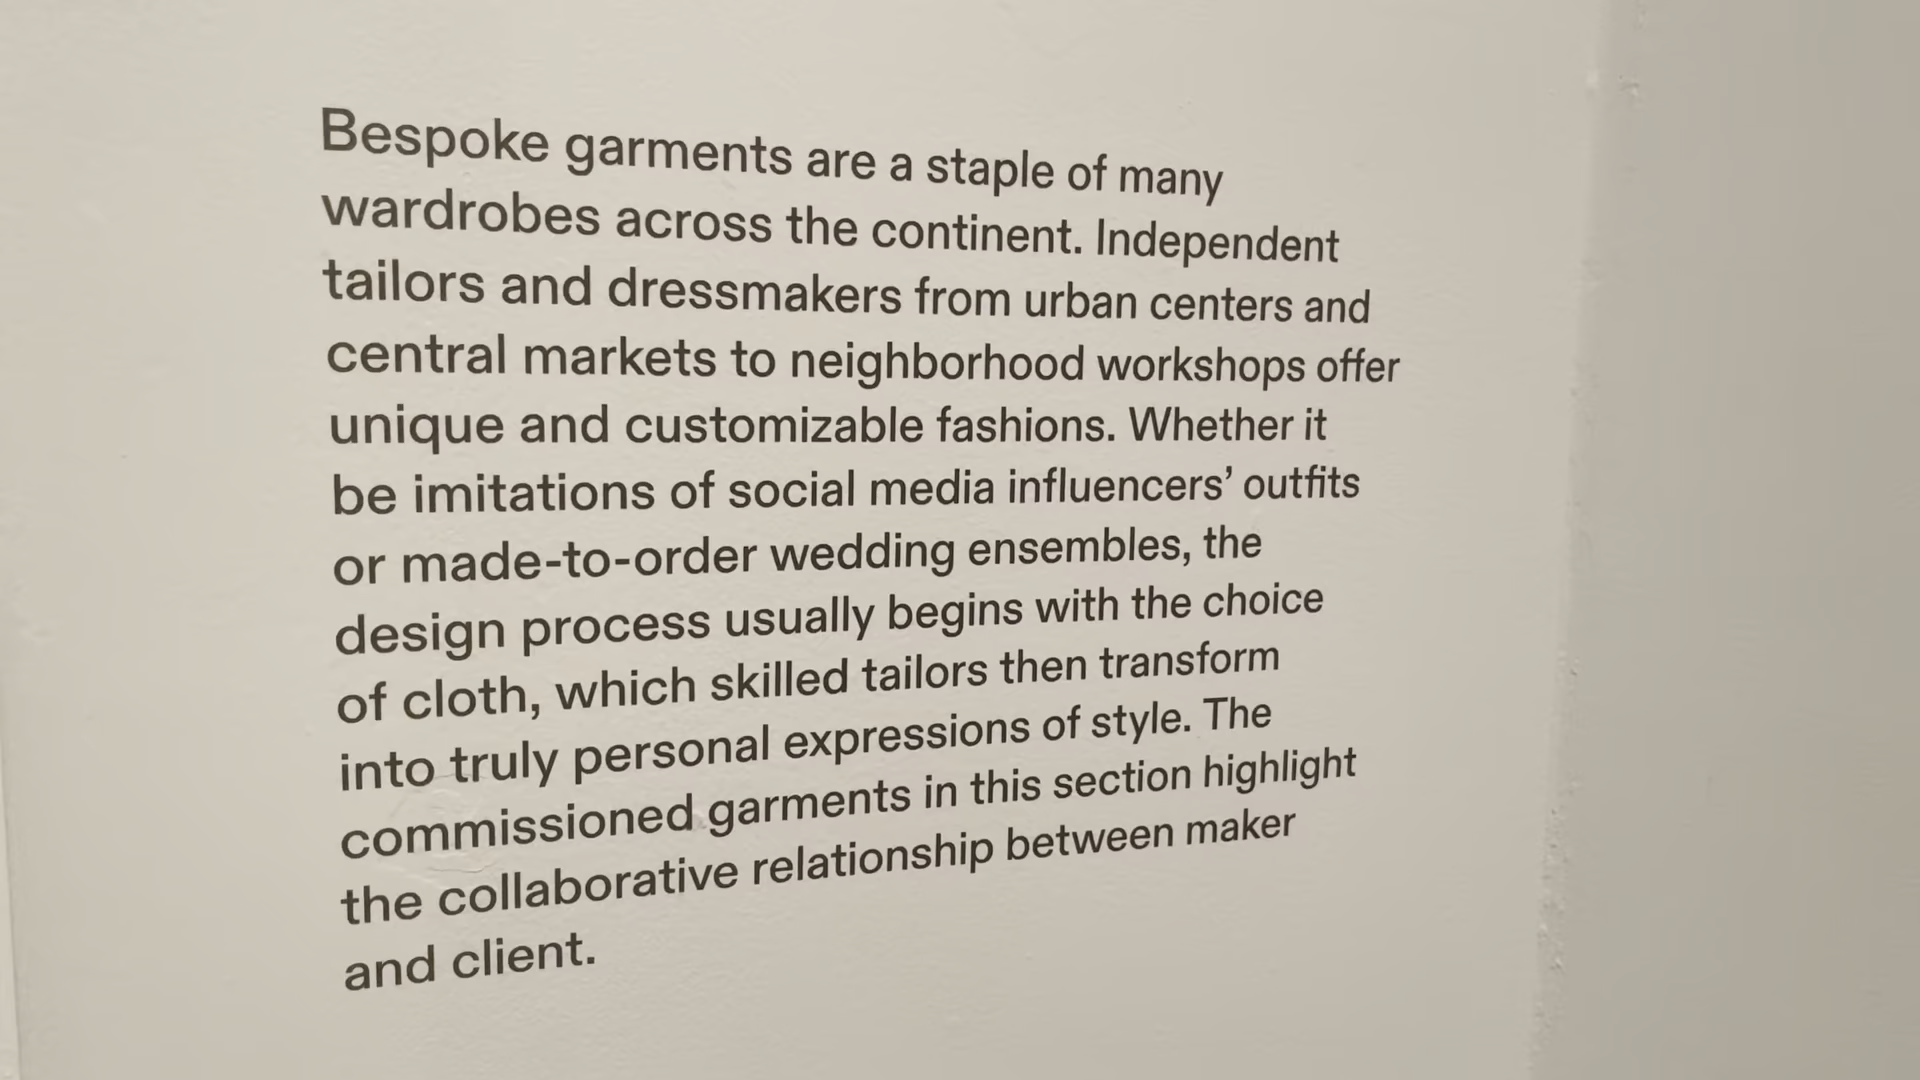 Bespoke garments are a staple of many
wardrobes across the continent. Independent
tailors and dressmakers from urban centers and
central markets to neighborhood workshops offer
unique and customizable fashions. Whether it
be imitations of social media influencers’ outfits
or made-to-order wedding ensembles, the
design process usually begins with the choice
of cloth, which skilled tailors then transform
into truly personal expressions of style. The
commissioned garments in this section highlight
the collaborative relationship between maker
and client.